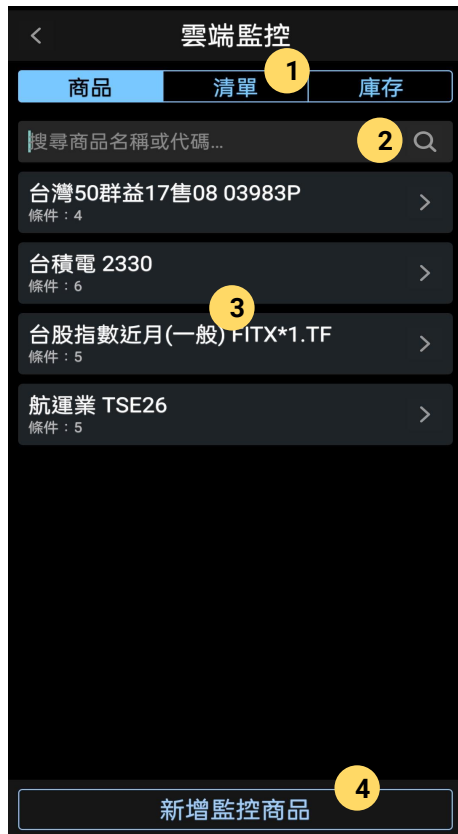 雲端監控
商品 清單 1 庫存
搜尋商品名稱或代碼... 2
台灣50群益17售08 03983P
條件：4
台積電 2330
條件：6
3
台股指數近月(一般) FITX*1.TF
條件：5
航運業 TSE26
條件：5
4
新增監控商品